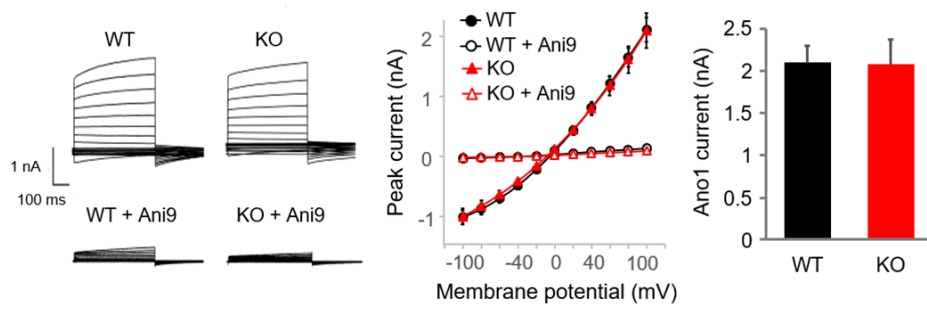 WT
KO
1 nA
100 ms
WT + Ani9
KO + Ani9
Peak current (nA)
2
1
0
-1
WT
WT + Ani9
KO
KO + Ani9
-100
-40
0
40
100
Membrane potential (mV)
Ano1 current (nA)
2.5
2
1.5
1
0.5
0
WT
KO